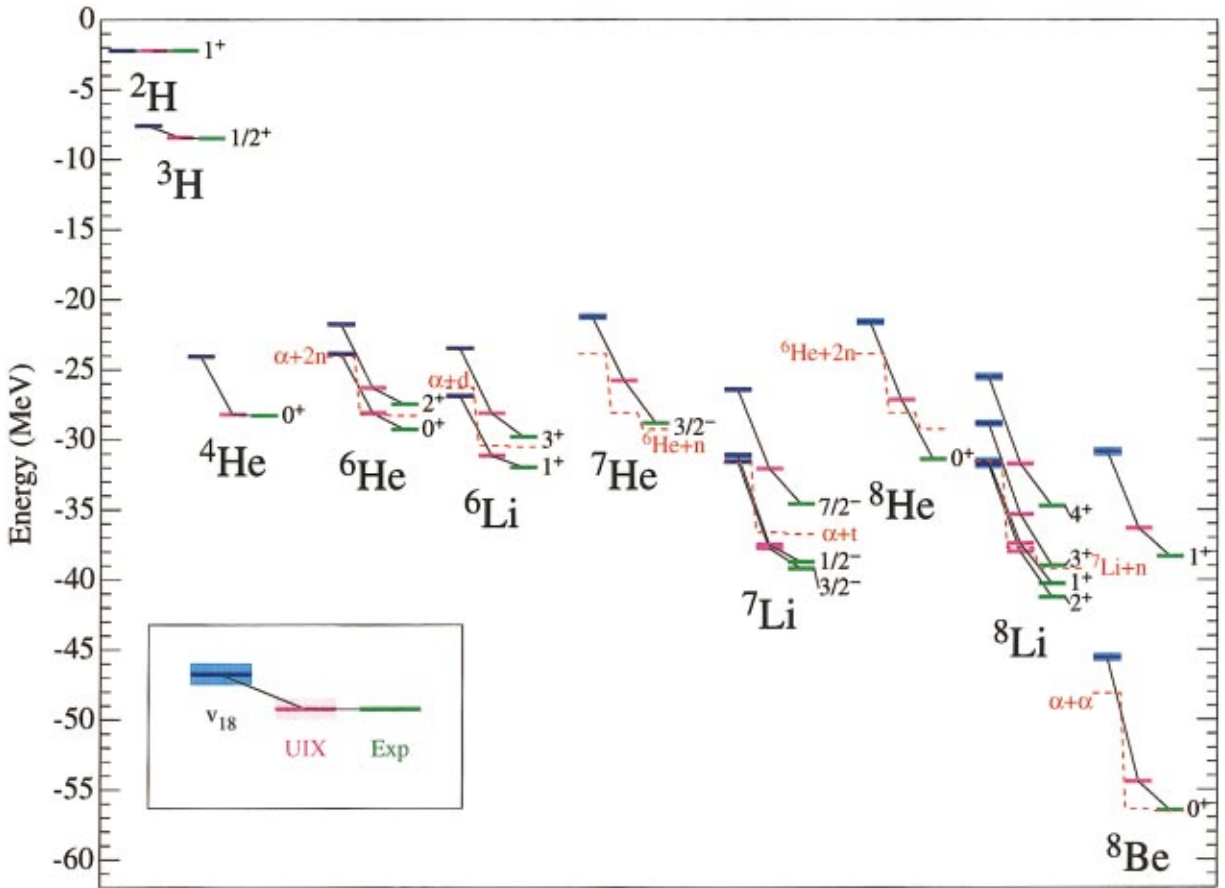 Energy (MeV)
0
-5
-10
-15
-20
-25
-30
-35
-40
-45
-50
-55
-60
1⁺
²H
1/2⁺
³H
0⁺
⁴He
α+2n
2⁺
0⁺
⁶He
α+d
3⁺
1⁺
⁶Li
3/2⁻
⁶He+n
⁷He
7/2⁻
α+t
1/2⁻
3/2⁻
⁷Li
⁶He+2n
0⁺
⁸He
4⁺
3⁺
⁷Li+n
1⁺
2⁺
⁸Li
1⁺
α+α
0⁺
⁸Be
v₁₈
UIX
Exp